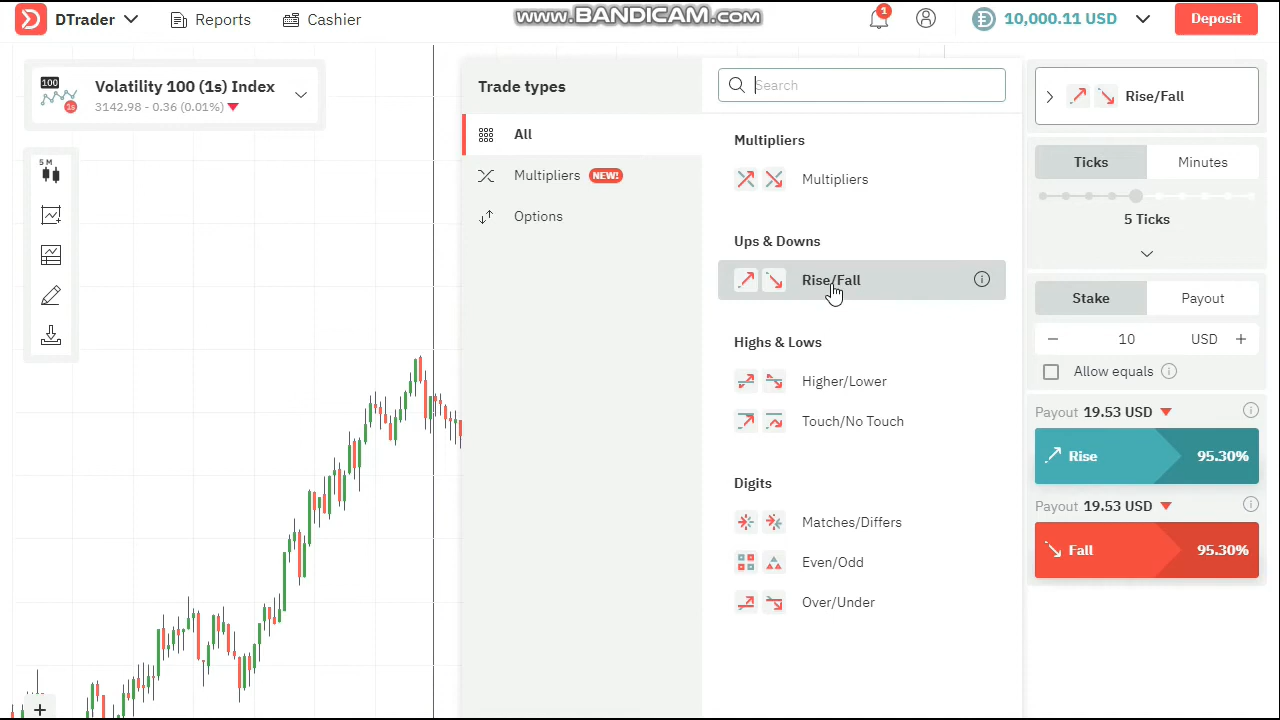 www.BANDICAM.com
DTrader
Reports
Cashier
1
10,000.11 USD
Deposit
100
1s
Volatility 100 (1s) Index
3142.98 - 0.36 (0.01%)
5 M
Trade types
All
Multipliers NEW!
Options
Search
Multipliers
Multipliers
Ups & Downs
Rise/Fall
Highs & Lows
Higher/Lower
Touch/No Touch
Digits
Matches/Differs
Even/Odd
Over/Under
Rise/Fall
Ticks
Minutes
5 Ticks
Stake
Payout
− 10 USD +
Allow equals
Payout 19.53 USD
Rise 95.30%
Payout 19.53 USD
Fall 95.30%